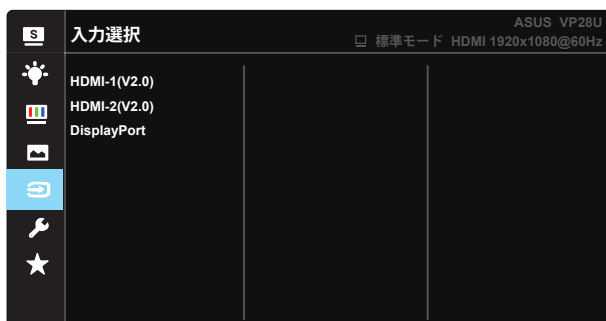 S
入力選択
ASUS VP28U
標準モード HDMI 1920x1080@60Hz
HDMI-1(V2.0)
HDMI-2(V2.0)
DisplayPort